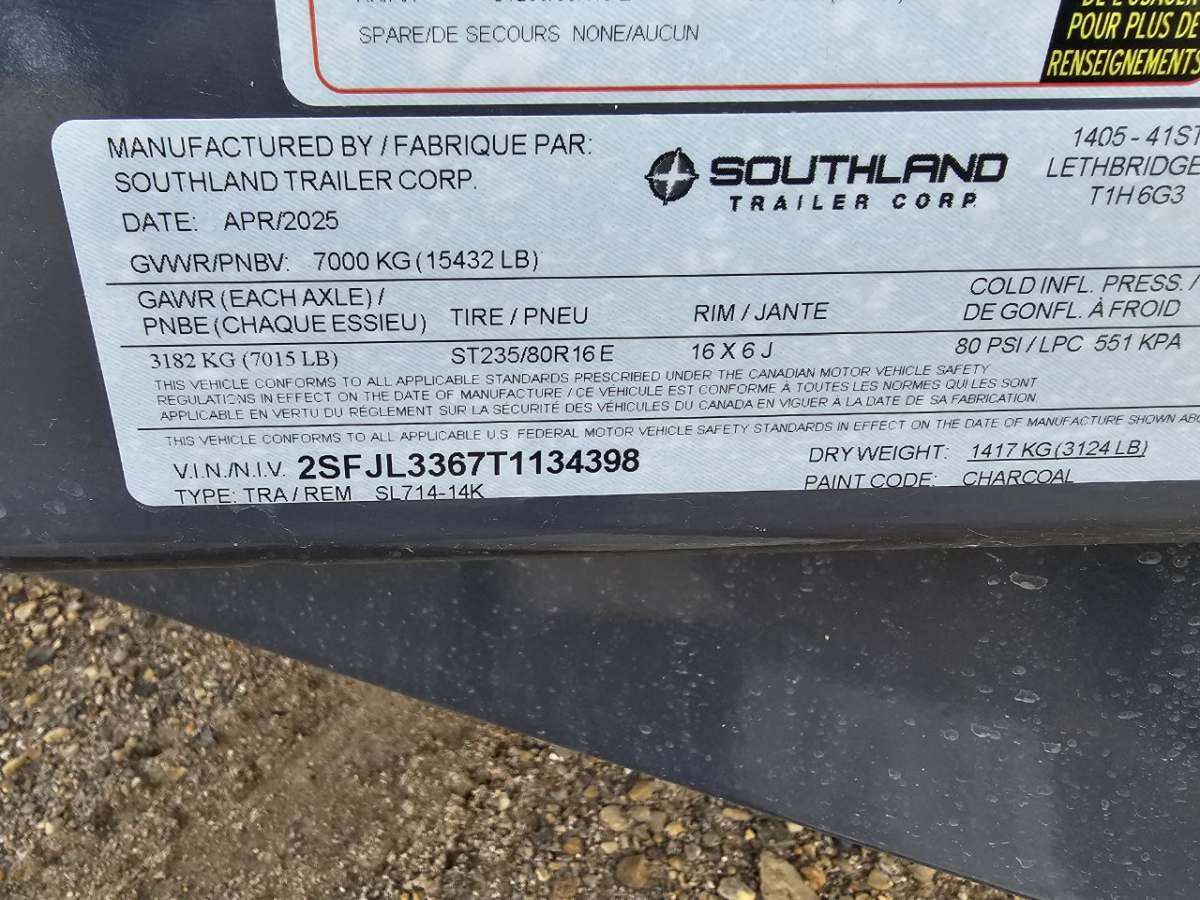 SPARE/DE SECOURS NONE/AUCUN
DE L'USAGER
POUR PLUS DE
RENSEIGNEMENTS
MANUFACTURED BY / FABRIQUE PAR:
SOUTHLAND TRAILER CORP.
DATE: APR/2025
GVWR/PNBV: 7000 KG (15432 LB)
SOUTHLAND
TRAILER CORP.
1405 - 41ST
LETHBRIDGE
T1H 6G3
GAWR (EACH AXLE) /
PNBE (CHAQUE ESSIEU)
TIRE / PNEU
RIM / JANTE
COLD INFL. PRESS. /
DE GONFL. À FROID
3182 KG (7015 LB) ST235/80R16 E 16 X 6 J 80 PSI / LPC 551 KPA
THIS VEHICLE CONFORMS TO ALL APPLICABLE STANDARDS PRESCRIBED UNDER THE CANADIAN MOTOR VEHICLE SAFETY
REGULATIONS IN EFFECT ON THE DATE OF MANUFACTURE / CE VÉHICULE EST CONFORME À TOUTES LES NORMES QUI LES SONT
APPLICABLE EN VERTU DU RÉGLEMENT SUR LA SÉCURITÉ DES VÉHICULES DU CANADA EN VIGUER À LA DATE DE SA FABRICATION.
THIS VEHICLE CONFORMS TO ALL APPLICABLE U.S. FEDERAL MOTOR VEHICLE SAFETY STANDARDS IN EFFECT ON THE DATE OF MANUFACTURE SHOWN
V.I.N./N.I.V. 2SFJL3367T1134398 DRY WEIGHT: 1417 KG (3124 LB)
TYPE: TRA / REM SL714-14K PAINT CODE: CHARCOAL